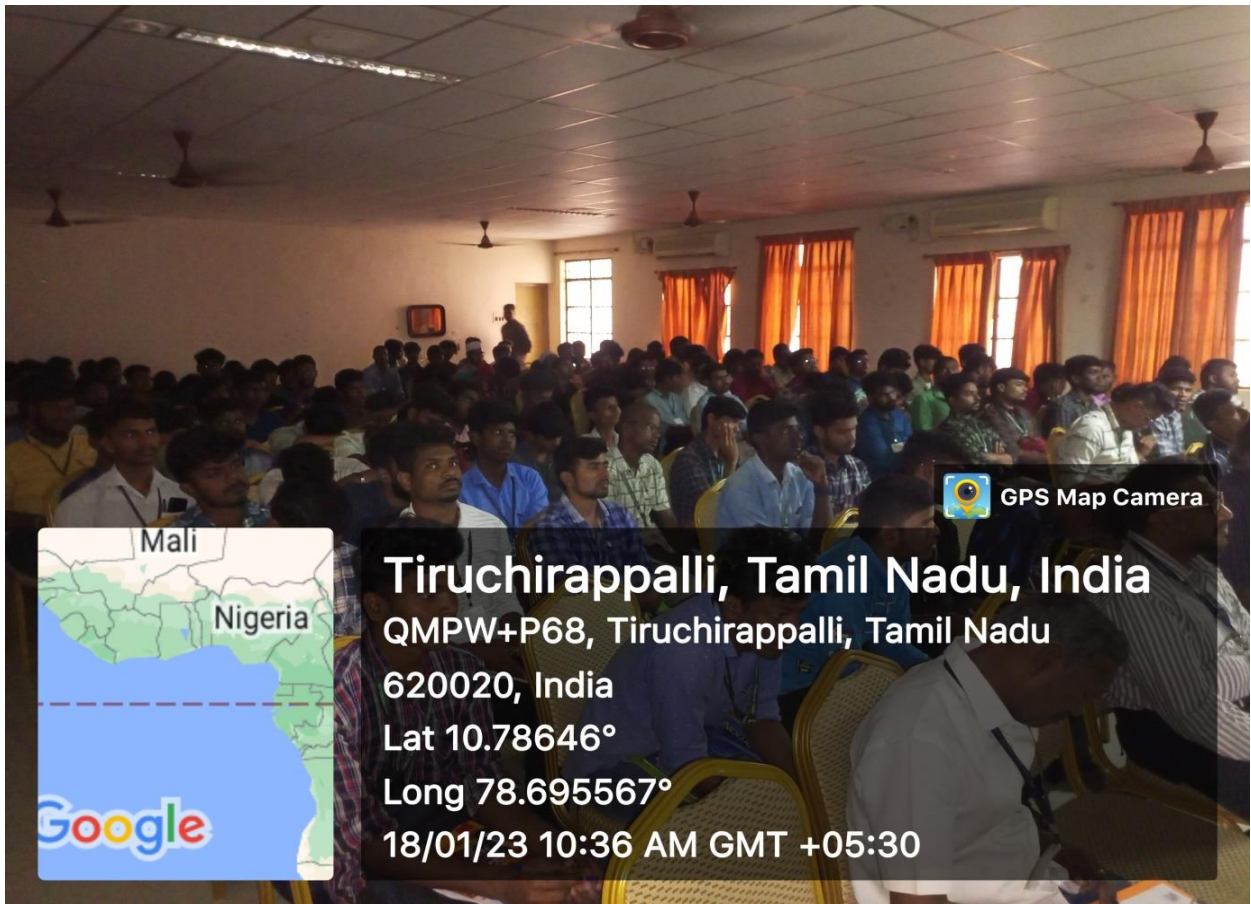 GPS Map Camera
Mali
Nigeria
Google
Tiruchirappalli, Tamil Nadu, India
QMPW+P68, Tiruchirappalli, Tamil Nadu
620020, India
Lat 10.78646°
Long 78.695567°
18/01/23 10:36 AM GMT +05:30